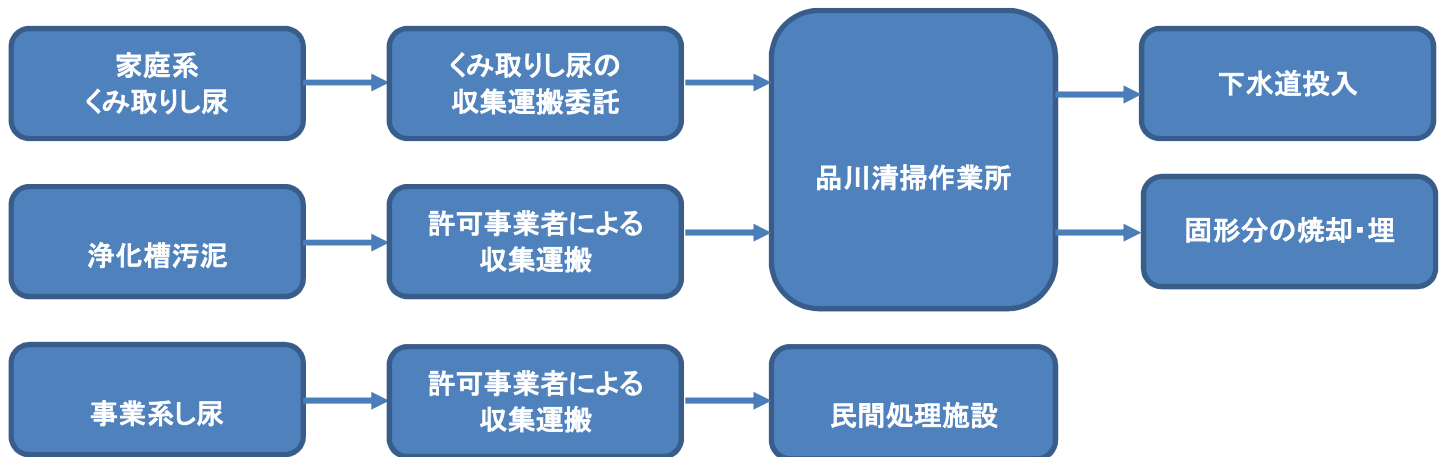 家庭系
くみ取りし尿
くみ取りし尿の
収集運搬委託
品川清掃作業所
下水道投入
浄化槽汚泥
許可事業者による
収集運搬
固形分の焼却・埋
事業系し尿
許可事業者による
収集運搬
民間処理施設